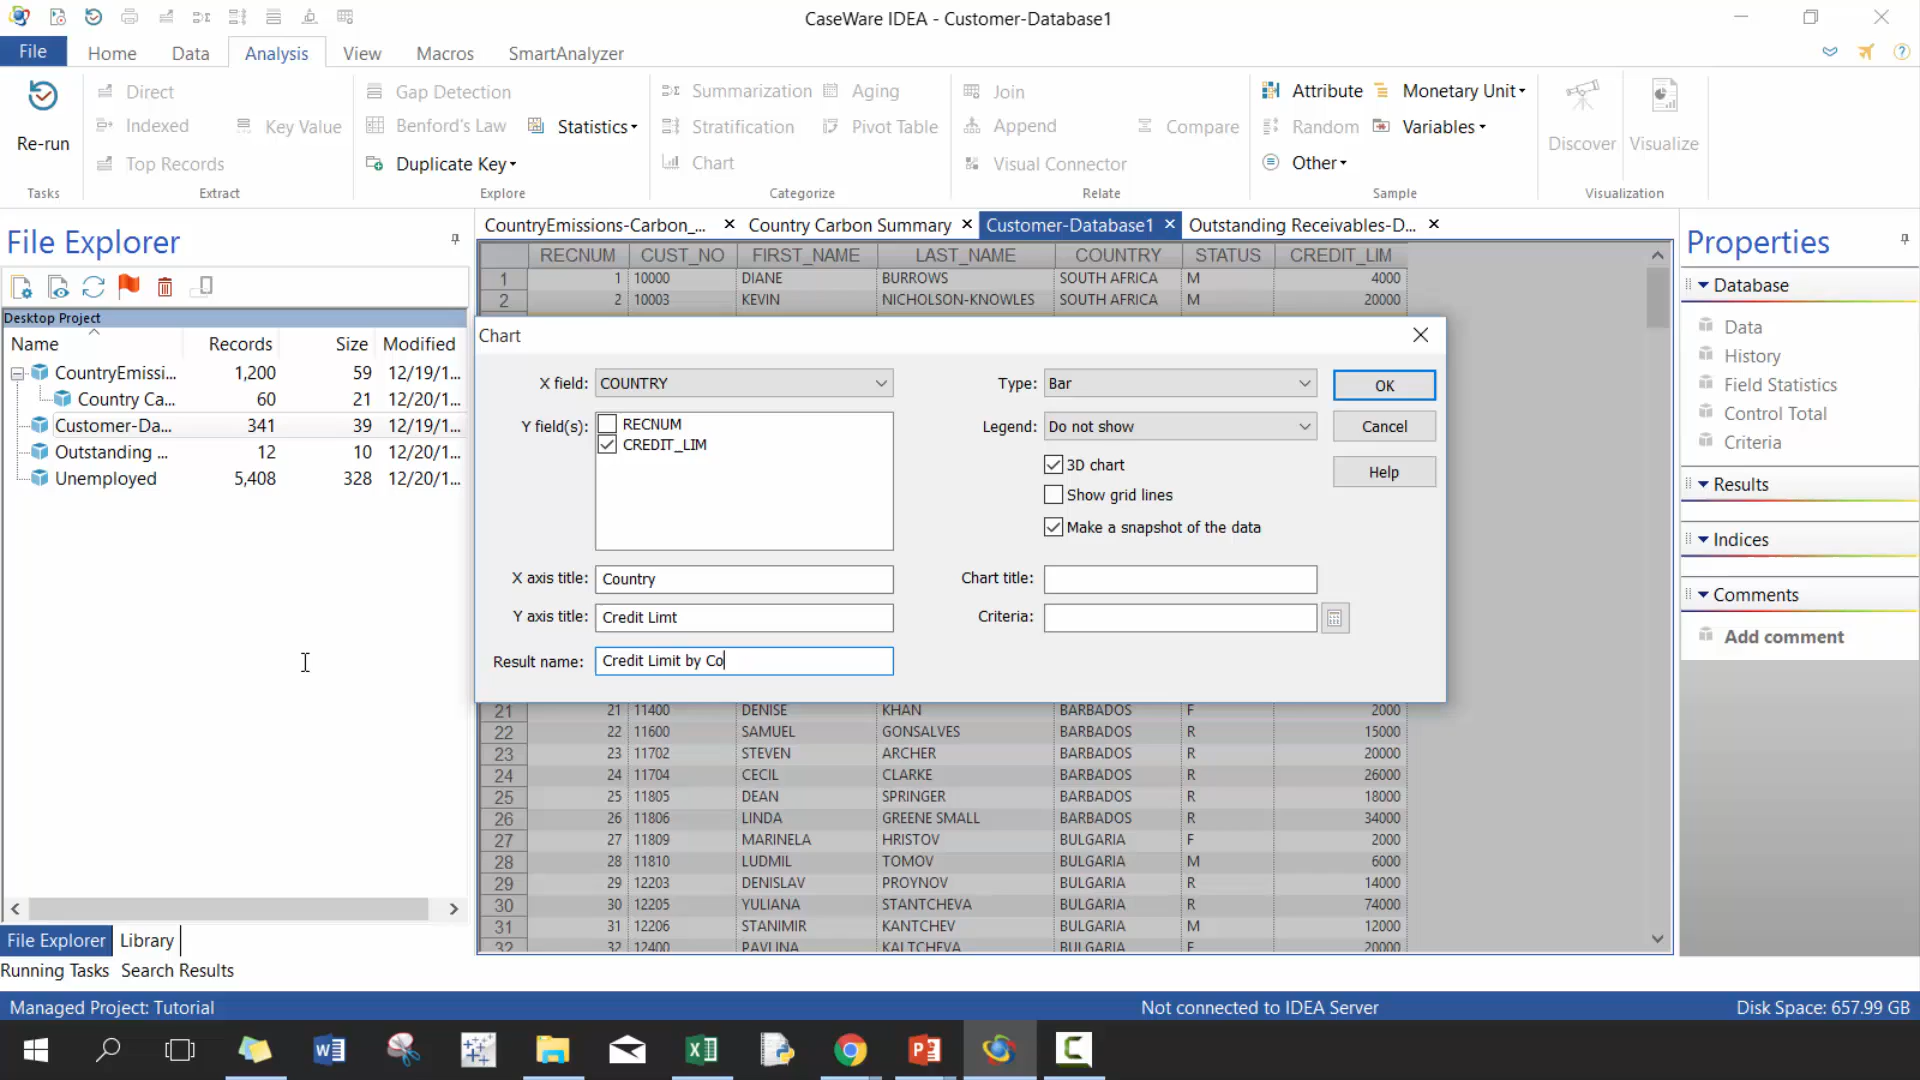 CaseWare IDEA - Customer-Database1
File Home Data Analysis View Macros SmartAnalyzer
Re-run
Tasks
Direct
Indexed Key Value
Top Records
Extract
Gap Detection
Benford's Law Statistics
Duplicate Key
Explore
Summarization Aging
Stratification Pivot Table
Chart
Categorize
Join
Append Compare
Visual Connector
Relate
Attribute Monetary Unit
Random Variables
Other
Sample
Discover Visualize
Visualization
File Explorer
Desktop Project
Name Records Size Modified
CountryEmissi... 1,200 59 12/19/1...
Country Ca... 60 21 12/20/1...
Customer-Da... 341 39 12/19/1...
Outstanding ... 12 10 12/20/1...
Unemployed 5,408 328 12/20/1...
File Explorer Library
Running Tasks Search Results
CountryEmissions-Carbon_... Country Carbon Summary Customer-Database1 Outstanding Receivables-D...
RECNUM CUST_NO FIRST_NAME LAST_NAME COUNTRY STATUS CREDIT_LIM
1 1 10000 DIANE BURROWS SOUTH AFRICA M 4000
2 2 10003 KEVIN NICHOLSON-KNOWLES SOUTH AFRICA M 20000
Chart
X field: COUNTRY
Y field(s): RECNUM
CREDIT_LIM
X axis title: Country
Y axis title: Credit Limt
Result name: Credit Limit by Co
Type: Bar
Legend: Do not show
3D chart
Show grid lines
Make a snapshot of the data
Chart title:
Criteria:
OK
Cancel
Help
21 21 11400 DENISE KHAN BARBADOS F 2000
22 22 11600 SAMUEL GONSALVES BARBADOS R 15000
23 23 11702 STEVEN ARCHER BARBADOS R 20000
24 24 11704 CECIL CLARKE BARBADOS R 26000
25 25 11805 DEAN SPRINGER BARBADOS R 18000
26 26 11806 LINDA GREENE SMALL BARBADOS R 34000
27 27 11809 MARINELA HRISTOV BULGARIA F 2000
28 28 11810 LUDMIL TOMOV BULGARIA M 6000
29 29 12203 DENISLAV PROYNOV BULGARIA R 14000
30 30 12205 YULIANA STANTCHEVA BULGARIA R 74000
31 31 12206 STANIMIR KANTCHEV BULGARIA M 12000
32 32 12400 PAVLINA KALTCHEVA BULGARIA F 20000
Properties
Database
Data
History
Field Statistics
Control Total
Criteria
Results
Indices
Comments
Add comment
Managed Project: Tutorial Not connected to IDEA Server Disk Space: 657.99 GB